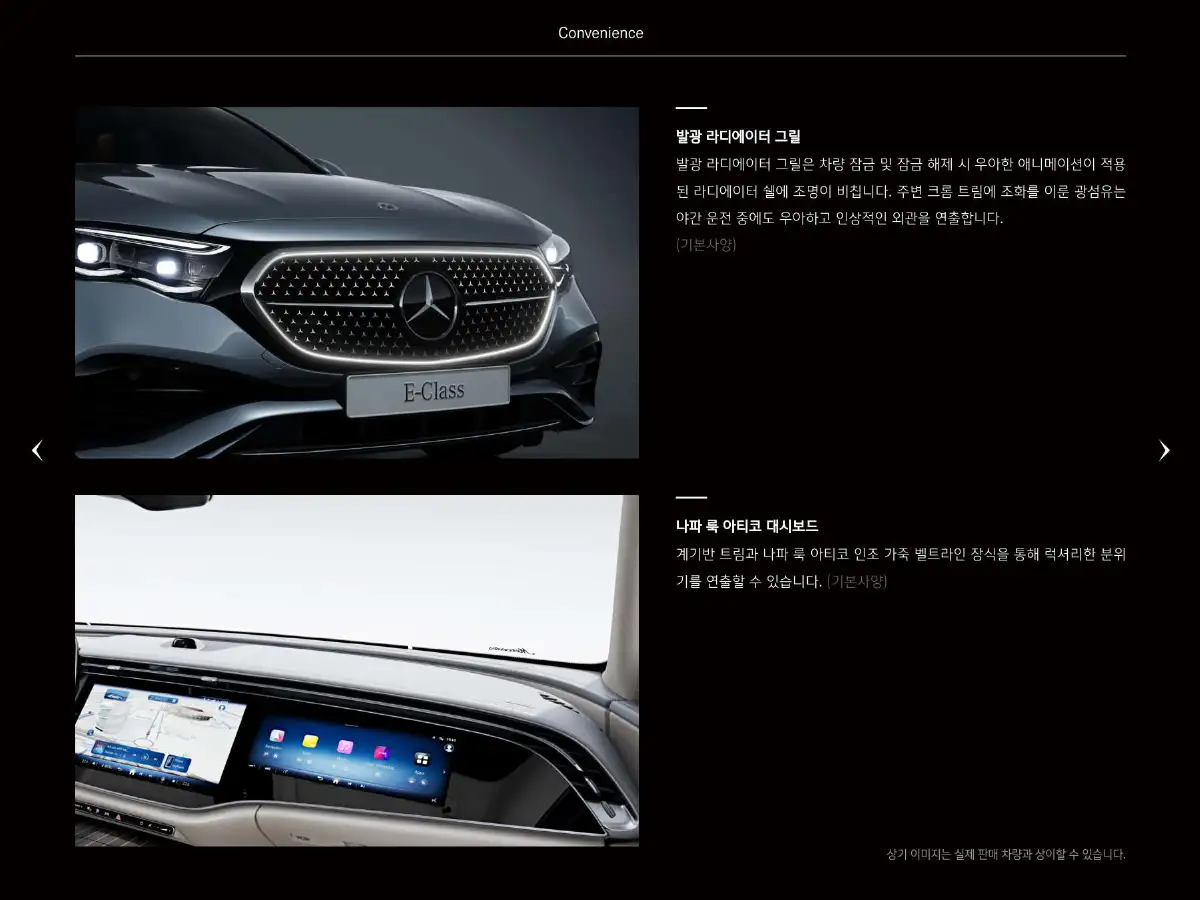 Convenience
발광 라디에이터 그릴
발광 라디에이터 그릴은 차량 잠금 및 잠금 해제 시 우아한 애니메이션이 적용
된 라디에이터 쉘에 조명이 비칩니다. 주변 크롬 트림에 조화를 이룬 광섬유는
야간 운전 중에도 우아하고 인상적인 외관을 연출합니다.
(기본사양)
E-Class
나파 룩 아티코 대시보드
계기반 트림과 나파 룩 아티코 인조 가죽 벨트라인 장식을 통해 럭셔리한 분위
기를 연출할 수 있습니다. (기본사양)
상기 이미지는 실제 판매 차량과 상이할 수 있습니다.